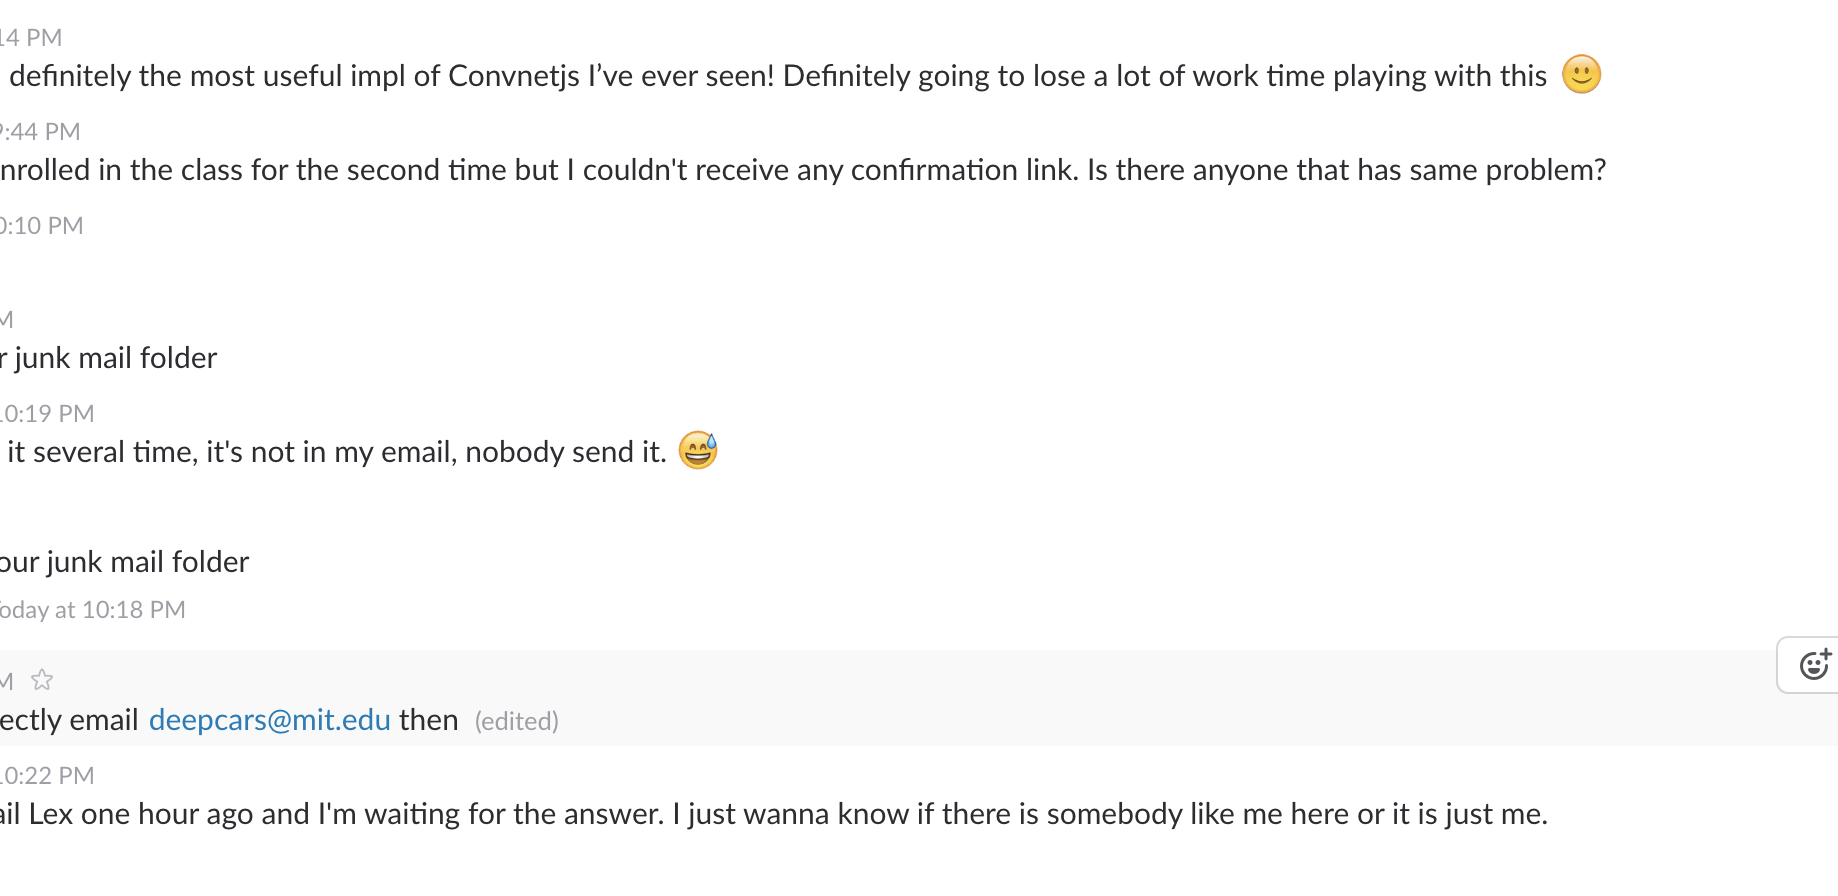 14 PM
definitely the most useful impl of Convnetjs I’ve ever seen! Definitely going to lose a lot of work time playing with this
9:44 PM
nrolled in the class for the second time but I couldn't receive any confirmation link. Is there anyone that has same problem?
0:10 PM
M
r junk mail folder
10:19 PM
it several time, it's not in my email, nobody send it.
our junk mail folder
Today at 10:18 PM
M
ectly email deepcars@mit.edu then (edited)
10:22 PM
ail Lex one hour ago and I'm waiting for the answer. I just wanna know if there is somebody like me here or it is just me.